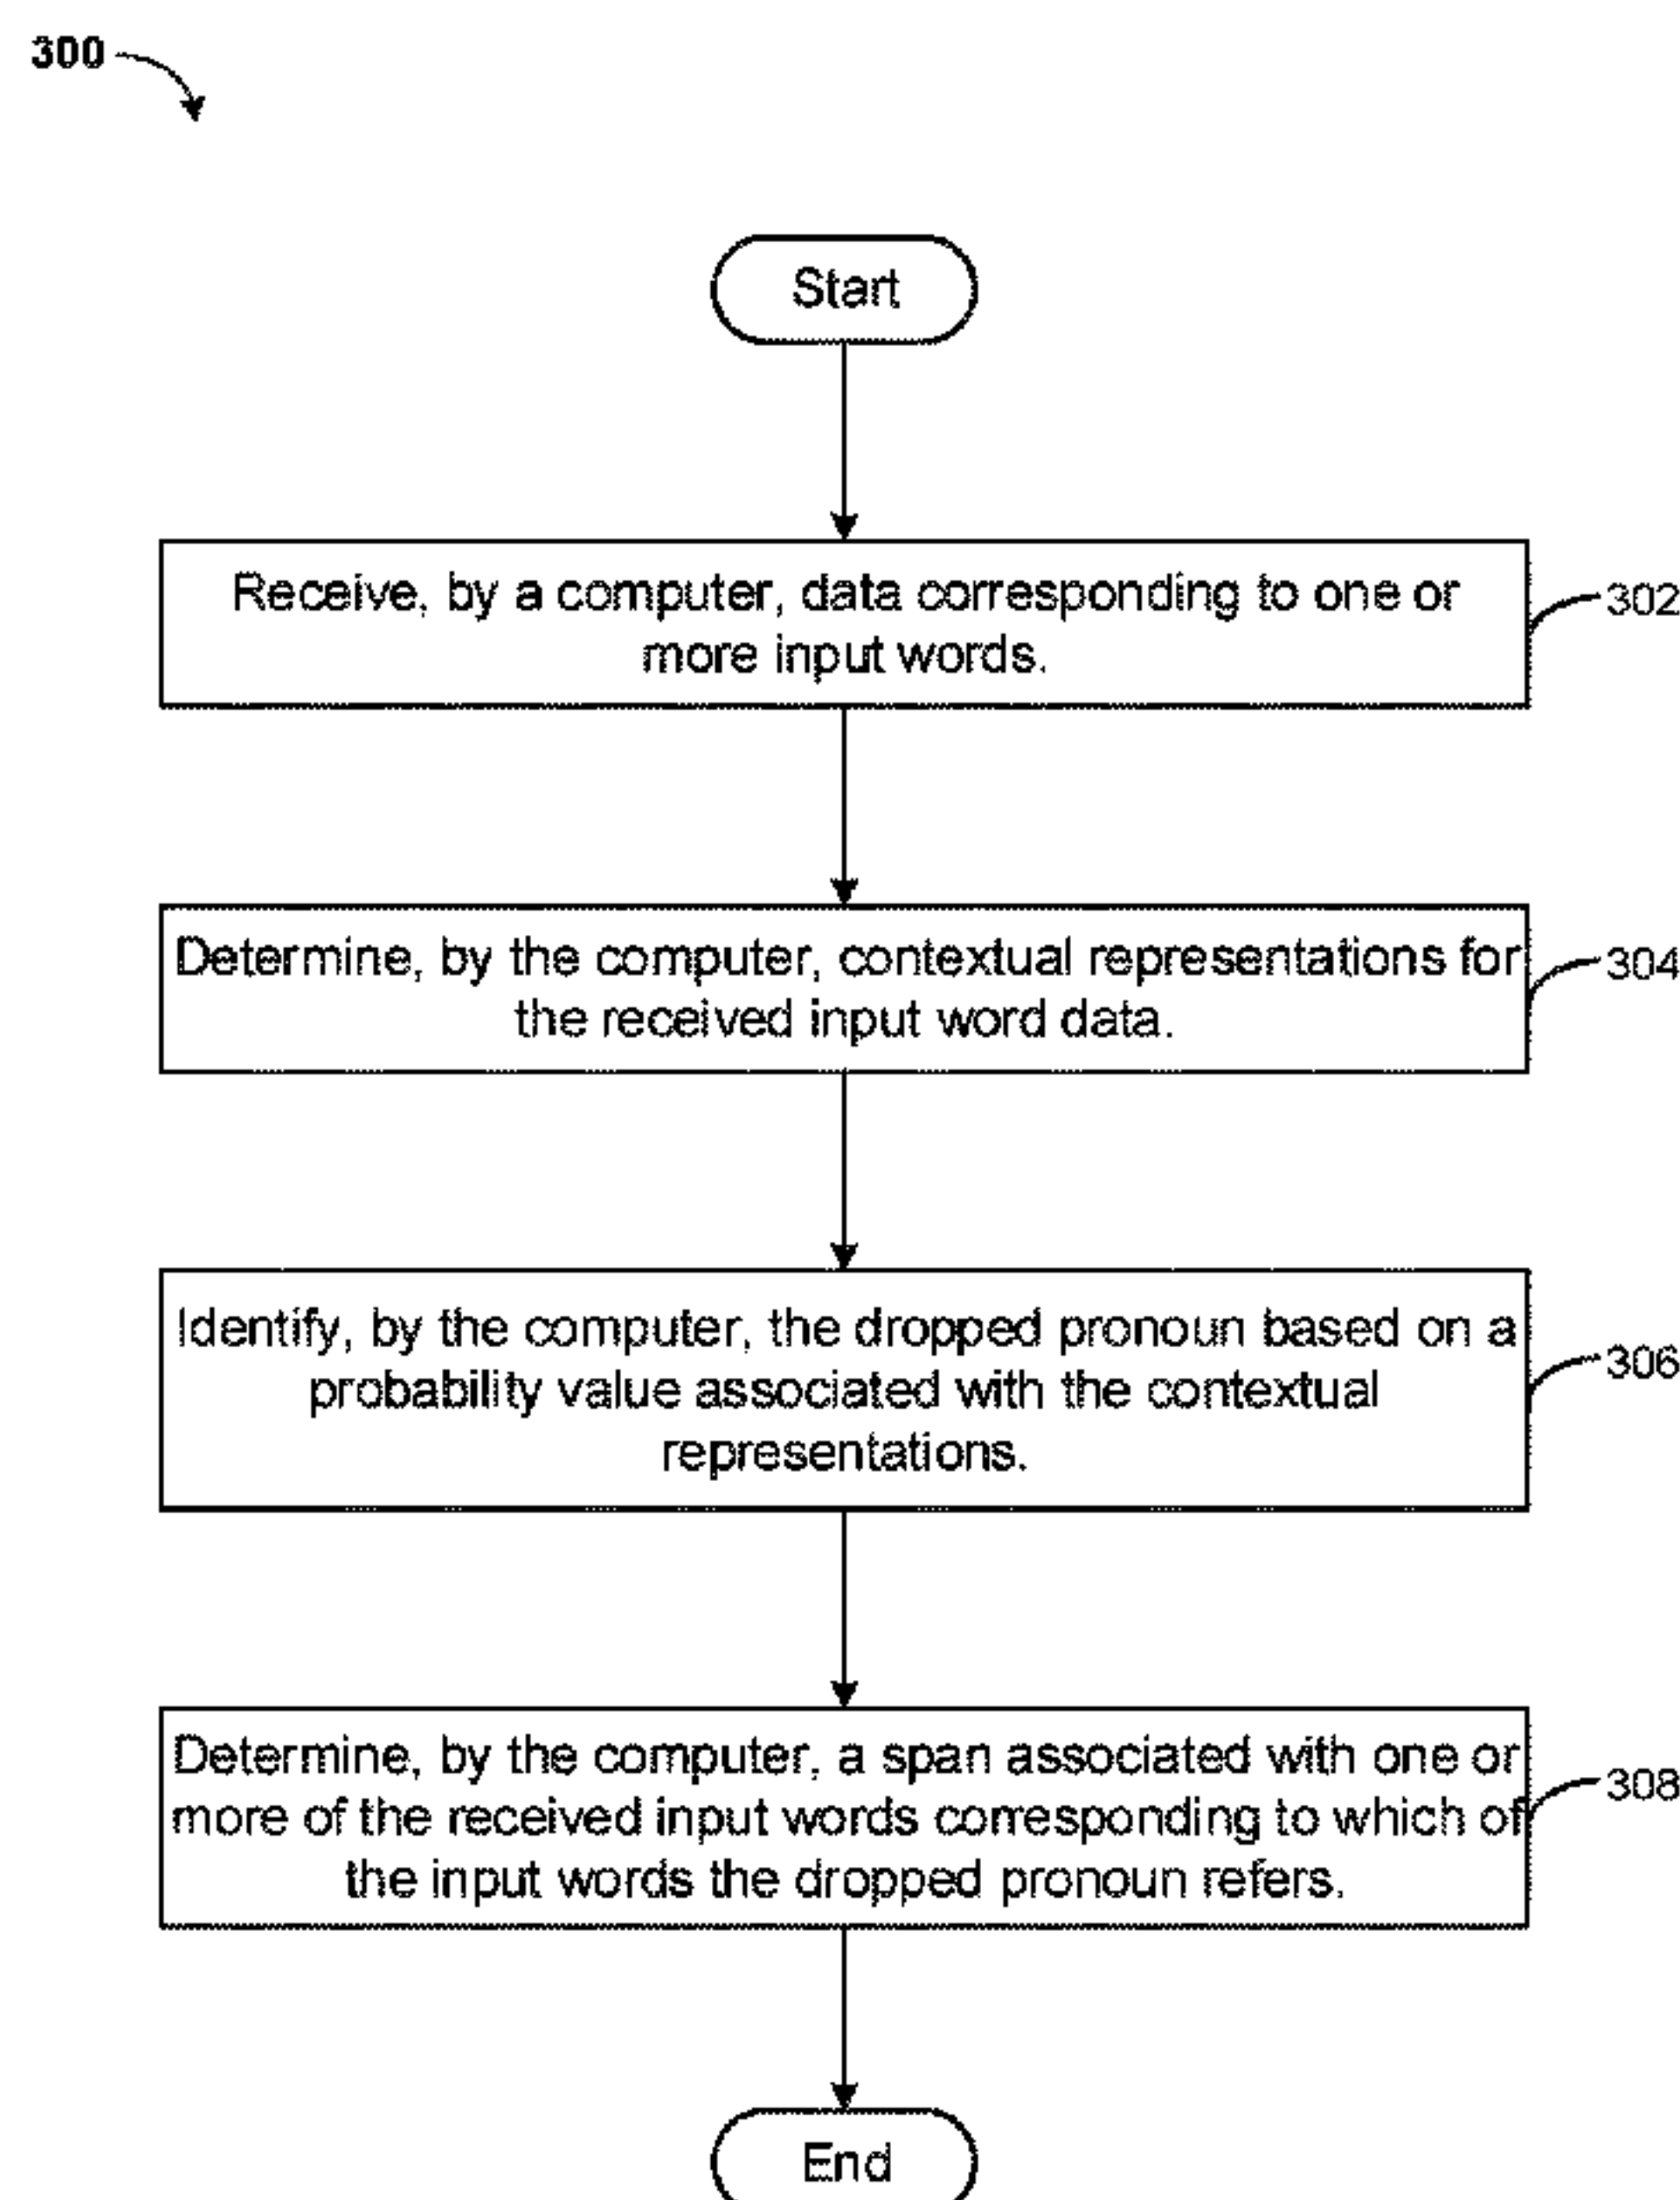 300
Start
Receive, by a computer, data corresponding to one or
more input words.
302
Determine, by the computer, contextual representations for
the received input word data.
304
Identify, by the computer, the dropped pronoun based on a
probability value associated with the contextual
representations.
306
Determine, by the computer, a span associated with one or
more of the received input words corresponding to which of
the input words the dropped pronoun refers.
308
End